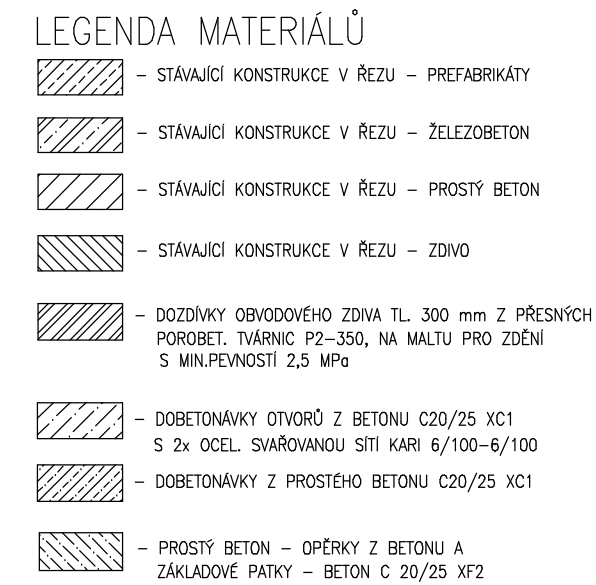 LEGENDA MATERIÁLŮ
– STÁVAJÍCÍ KONSTRUKCE V ŘEZU – PREFABRIKÁTY
– STÁVAJÍCÍ KONSTRUKCE V ŘEZU – ŽELEZOBETON
– STÁVAJÍCÍ KONSTRUKCE V ŘEZU – PROSTÝ BETON
– STÁVAJÍCÍ KONSTRUKCE V ŘEZU – ZDIVO
– DOZDÍVKY OBVODOVÉHO ZDIVA TL. 300 mm Z PŘESNÝCH
POROBET. TVÁRNIC P2–350, NA MALTU PRO ZDĚNÍ
S MIN.PEVNOSTÍ 2,5 MPa
– DOBETONÁVKY OTVORŮ Z BETONU C20/25 XC1
S 2x OCEL. SVAŘOVANOU SÍTÍ KARI 6/100–6/100
– DOBETONÁVKY Z PROSTÉHO BETONU C20/25 XC1
– PROSTÝ BETON – OPĚRKY Z BETONU A
ZÁKLADOVÉ PATKY – BETON C 20/25 XF2